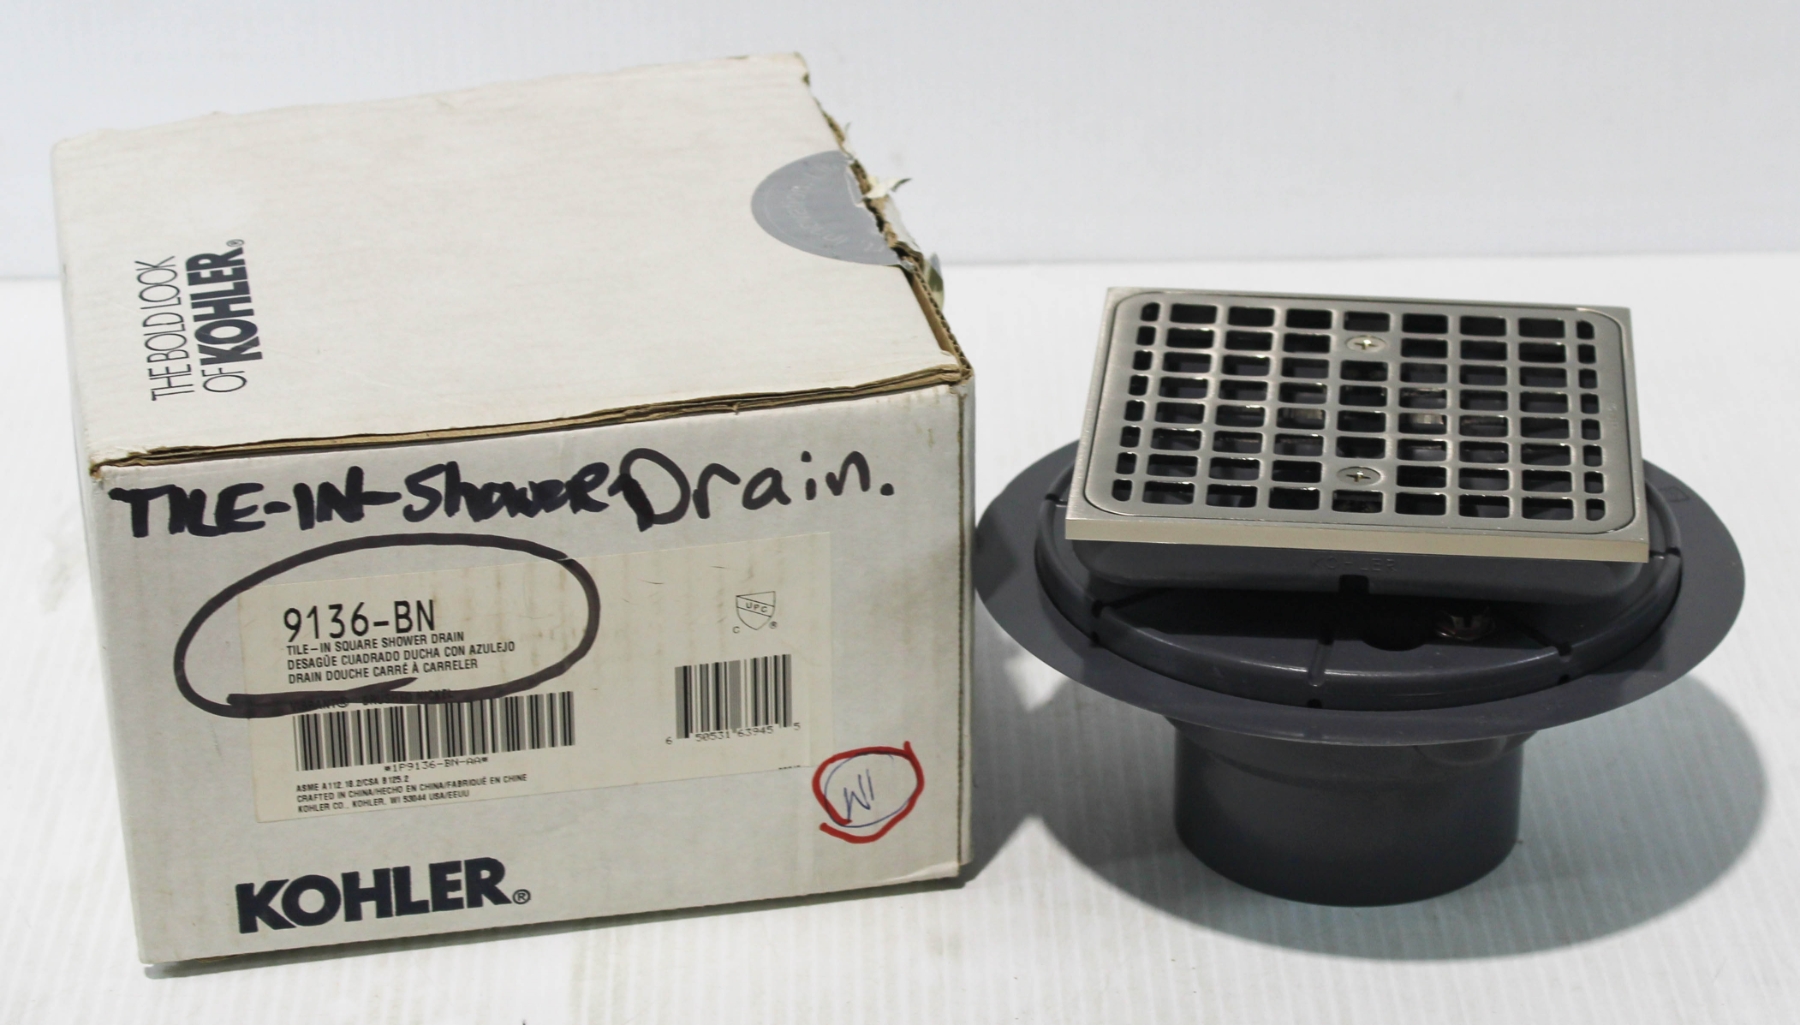 THE BOLD LOOK
OF KOHLER®
TILE-IN-SHOWER Drain.
9136-BN
TILE-IN SQUARE SHOWER DRAIN
DESAGÜE CUADRADO DUCHA CON AZULEJO
DRAIN DOUCHE CARRÉ À CARRELER
UPC
C ®
6 50531 63945 5
*1P9136-BN-AA*
ASME A112.18.2/CSA B125.2
CRAFTED IN CHINA/HECHO EN CHINA/FABRIQUÉ EN CHINE
KOHLER CO., KOHLER, WI 53044 USA/EEUU
WI
KOHLER®
KOHLER